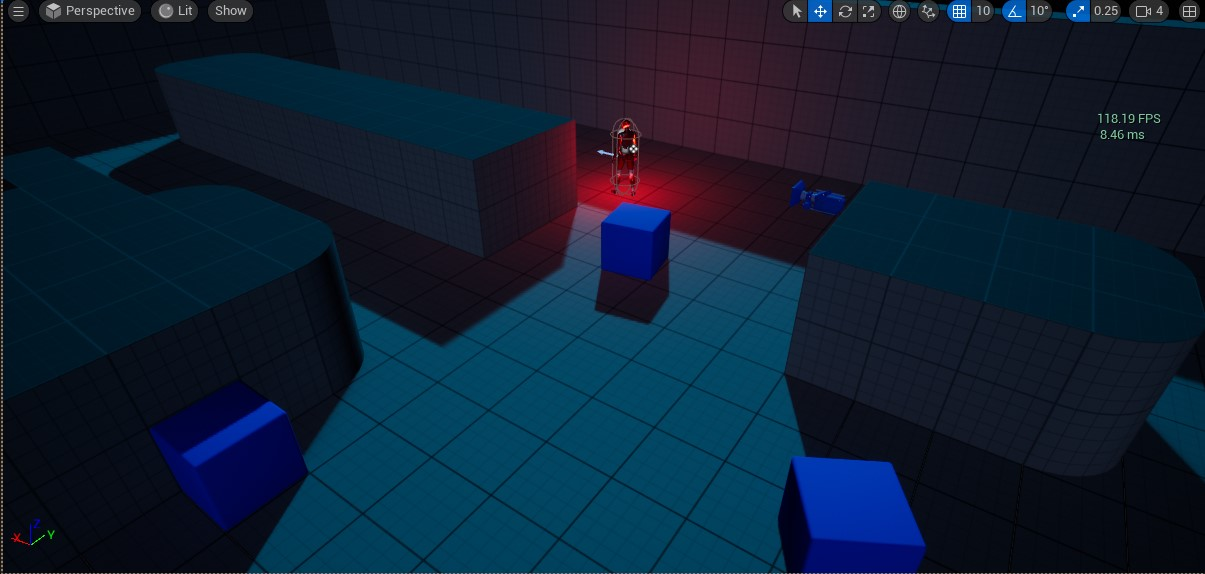 Perspective Lit Show 10 10° 0.25 4
118.19 FPS
8.46 ms
Z
X Y